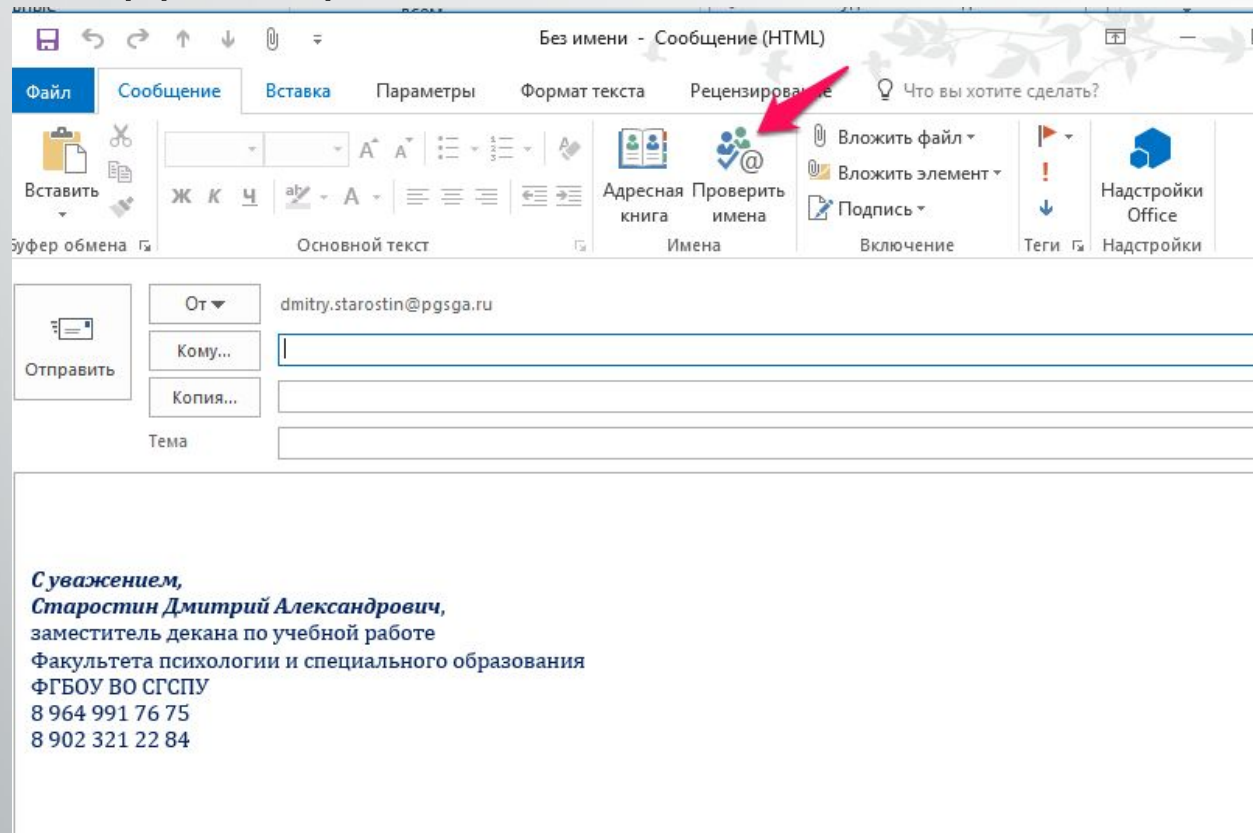 Без имени - Сообщение (HTML)
Файл Сообщение Вставка Параметры Формат текста Рецензирование Что вы хотите сделать?
Вложить файл
Вложить элемент
Вставить Ж К Ч Адресная книга Проверить имена Подпись Надстройки Office
Буфер обмена Основной текст Имена Включение Теги Надстройки
От dmitry.starostin@pgsga.ru
Отправить
Кому...
Копия...
Тема
С уважением,
Старостин Дмитрий Александрович,
заместитель декана по учебной работе
Факультета психологии и специального образования
ФГБОУ ВО СГСПУ
8 964 991 76 75
8 902 321 22 84